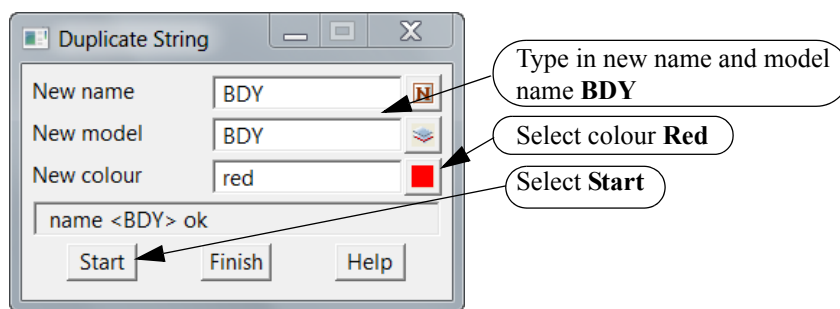 Duplicate String
New name BDY N
New model BDY
New colour red
name <BDY> ok
Start Finish Help
Type in new name and model
name BDY
Select colour Red
Select Start